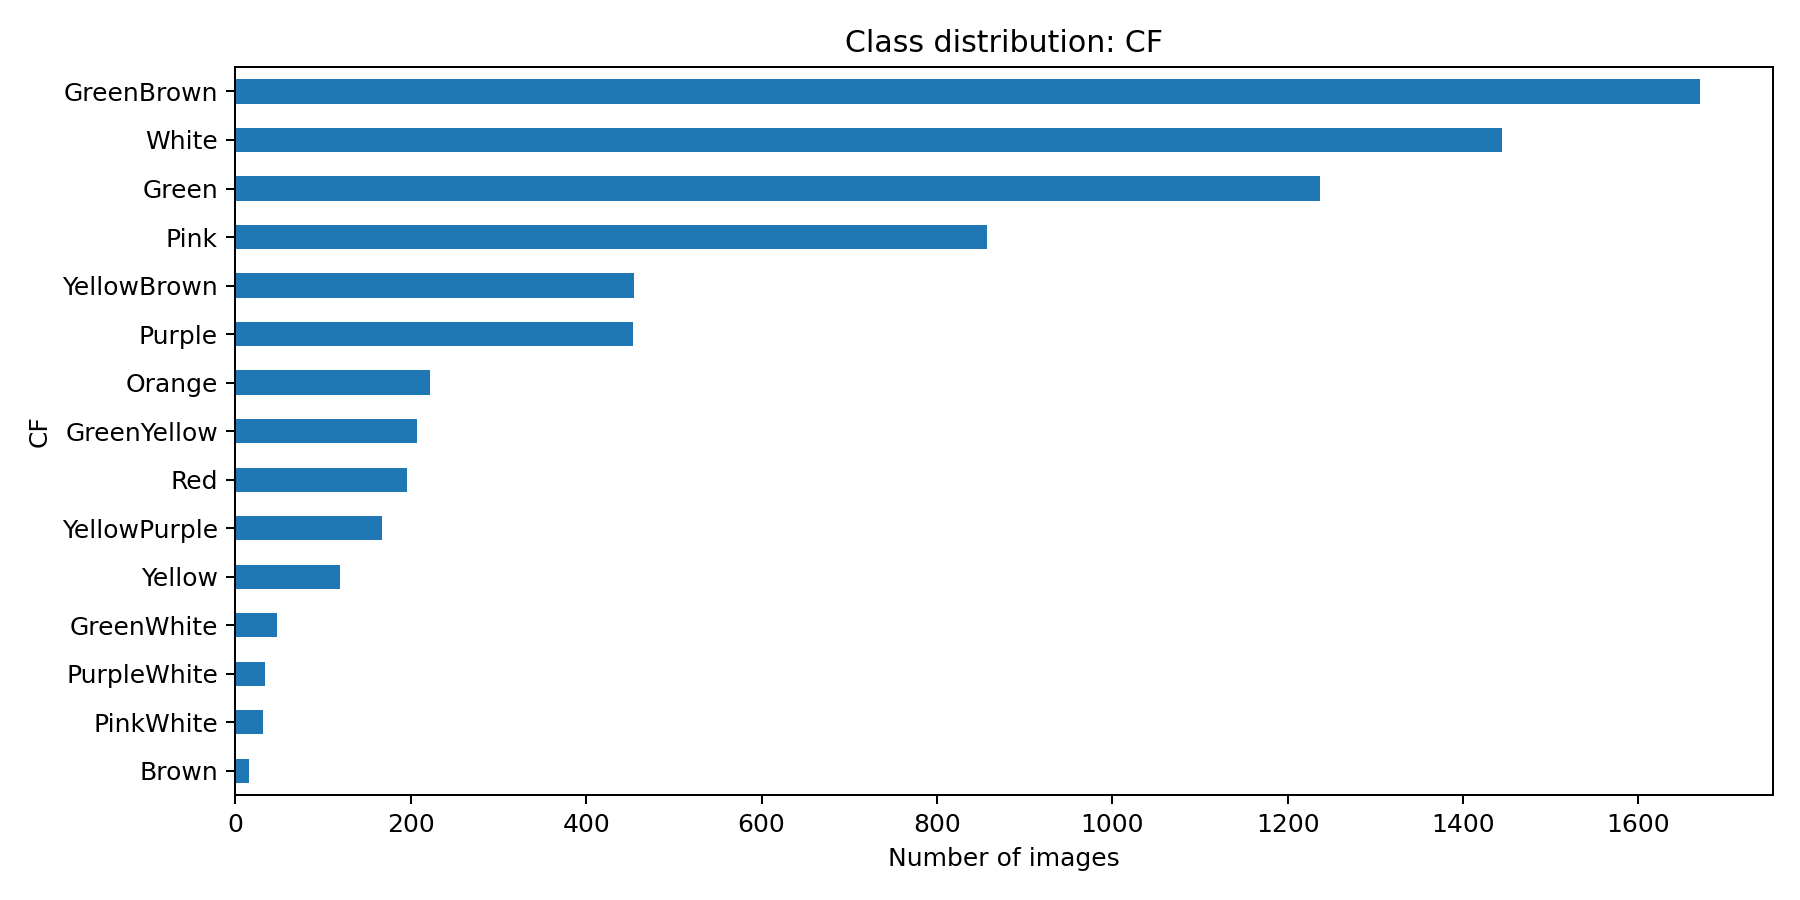 Class distribution: CF
GreenBrown
White
Green
Pink
YellowBrown
Purple
Orange
GreenYellow
Red
YellowPurple
Yellow
GreenWhite
PurpleWhite
PinkWhite
Brown
CF
0 200 400 600 800 1000 1200 1400 1600
Number of images